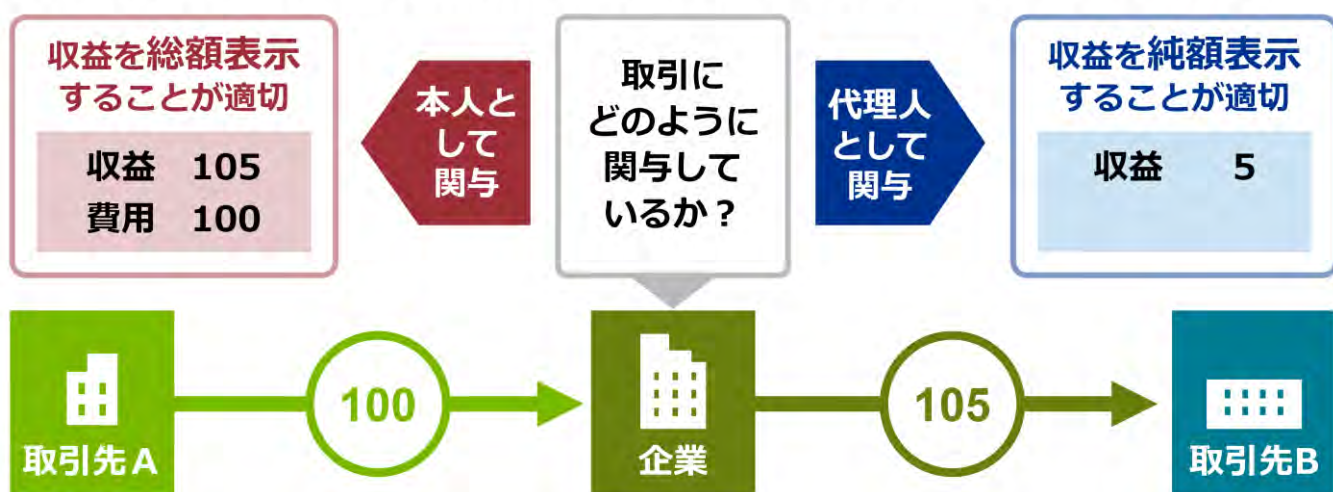 収益を総額表示
することが適切
収益 105
費用 100
本人と
して
関与
取引に
どのように
関与して
いるか？
代理人
として
関与
収益を純額表示
することが適切
収益 5
取引先A
100
企業
105
取引先B